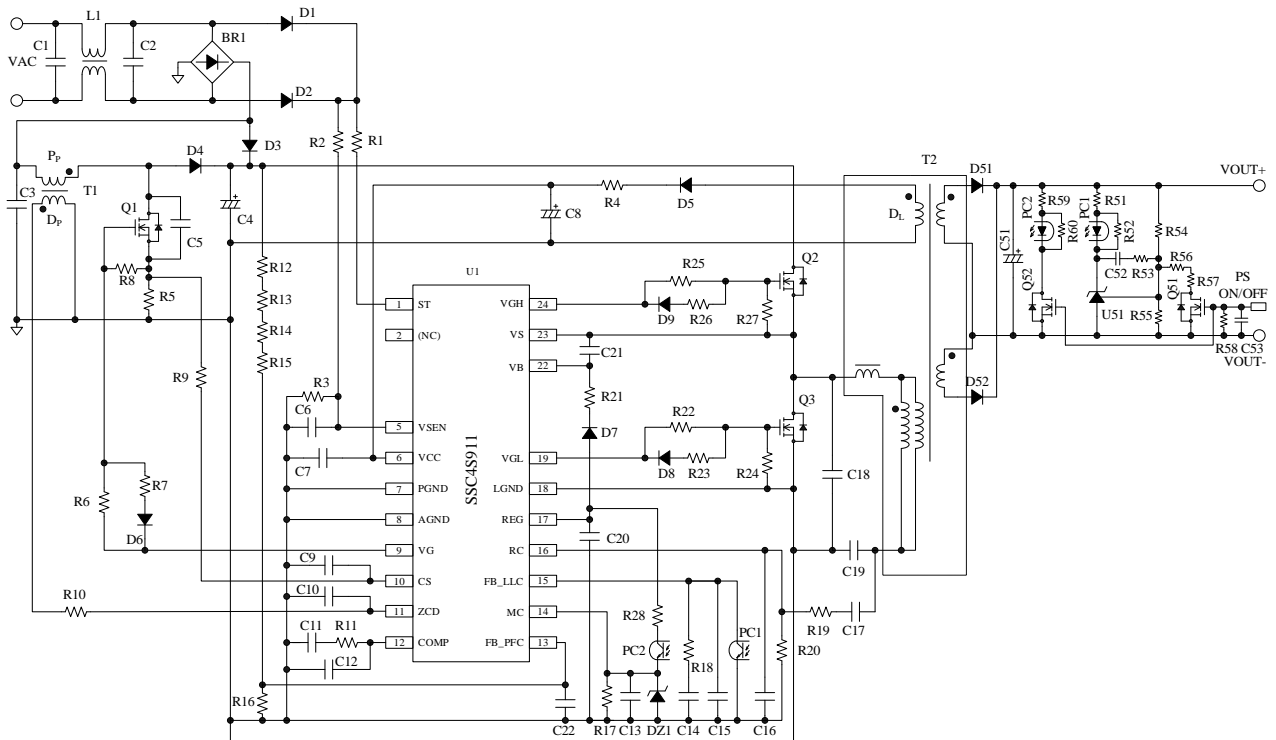 L1
D1
C1
C2
BR1
VAC
D2
R2
R1
D3
PP
D4
T1
C3
DP
Q1
C4
C5
R8
R5
C8
R4
D5
DL
T2
D51
VOUT+
R59
R51
PC2
PC1
R60
R52
R54
C51
C52
R53
R56
R57
Q52
U51
R55
Q51
PS
ON/OFF
R58
C53
VOUT-
D52
R12
R13
R14
R15
R9
R3
C6
C7
U1
SSC4S911
1
ST
2
(NC)
5
VSEN
6
VCC
7
PGND
8
AGND
9
VG
10
CS
11
ZCD
12
COMP
24
VGH
23
VS
22
VB
19
VGL
18
LGND
17
REG
16
RC
15
FB_LLC
14
MC
13
FB_PFC
R25
D9
R26
R27
Q2
C21
R21
D7
R22
D8
R23
R24
Q3
C18
C20
C19
R6
R7
D6
C9
C10
R10
C11
R11
C12
R16
R28
PC2
R18
PC1
R19
C17
R20
C22
R17
C13
DZ1
C14
C15
C16